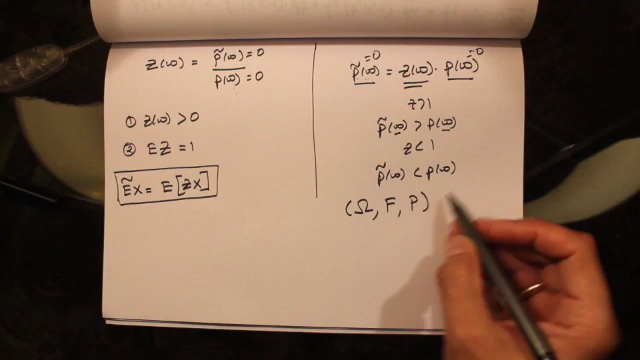 Z(ω) = p̃(ω) = 0 / p(ω) = 0
① Z(ω) > 0
② EZ = 1
ẼX = E[ZX]
p̃(ω) = 0 = Z(ω) · p(ω) = 0
Z > 1
p̃(ω) > p(ω)
Z < 1
p̃(ω) < p(ω)
(Ω, F, P)